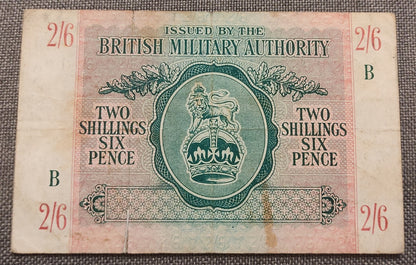 2/6 ISSUED BY THE 2/6
BRITISH MILITARY AUTHORITY
B
TWO
SHILLINGS
SIX
PENCE
TWO
SHILLINGS
SIX
PENCE
B
2/6 2/6